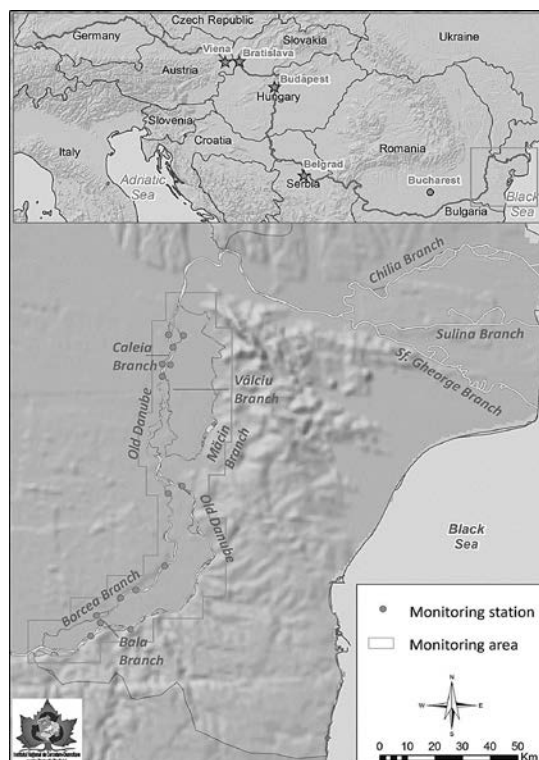 Czech Republic
Germany
Slovakia
Ukraine
Viena
Bratislava
Austria
Budapest
Hungary
Slovenia
Croatia
Romania
Italy
Belgrad
Adriatic
Sea
Serbia
Bucharest
Black
Sea
Bulgaria
Chilia Branch
Sulina Branch
Caleia
Branch
Sf. Gheorge Branch
Vâlciu
Branch
Old Danube
Măcin
Branch
Old Danube
Black
Sea
Borcea Branch
Bala
Branch
Monitoring station
Monitoring area
N
W
E
S
0 10 20 30 40 50
Km